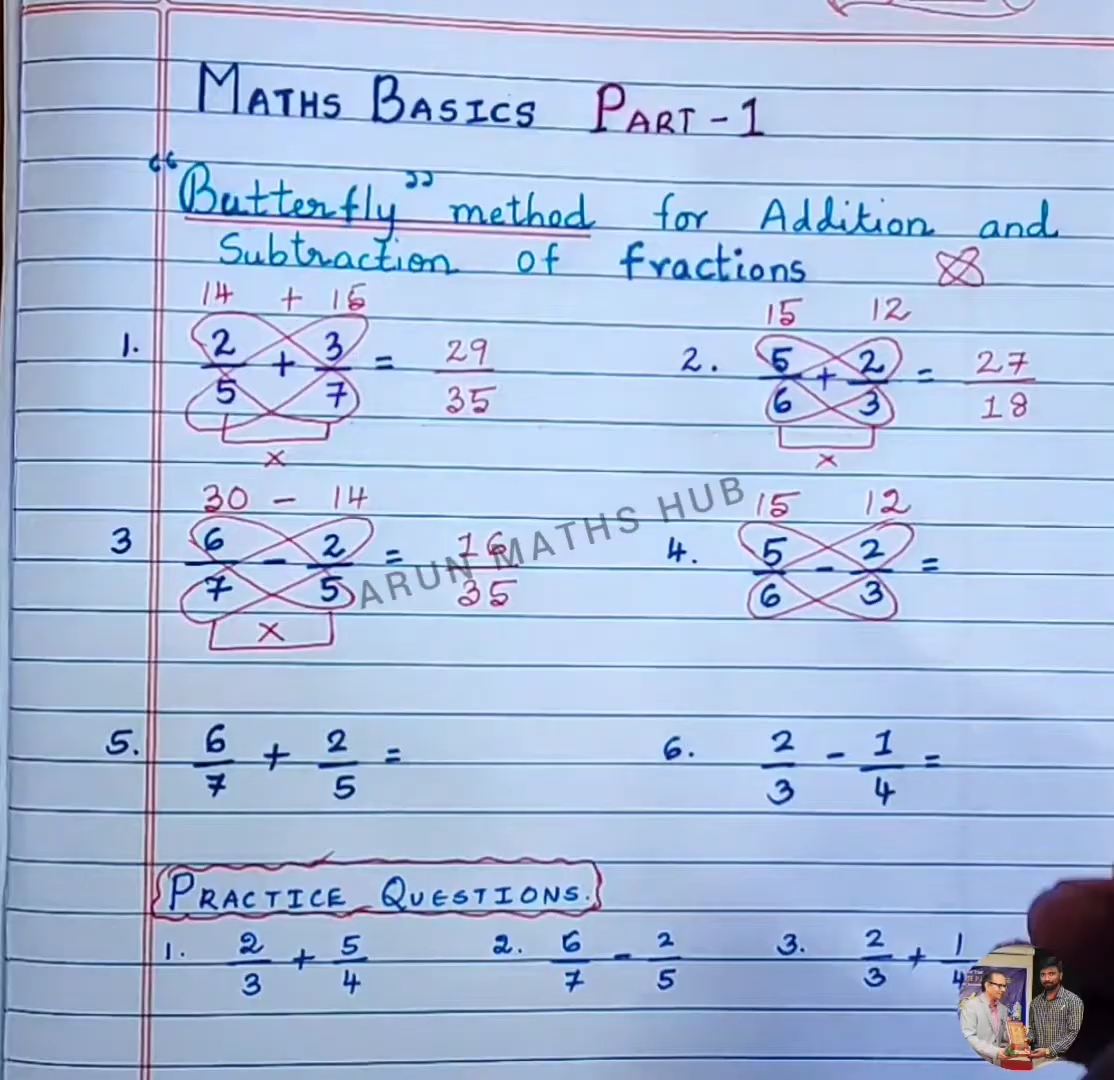 MATHS BASICS PART-1
"Butterfly" method for Addition and
Subtraction of fractions
14 + 15
1. 2/5 + 3/7 = 29/35
x
15 12
2. 5/6 + 2/3 = 27/18
x
30 - 14
3 6/7 - 2/5 = 16/35
x
15 12
4. 5/6 - 2/3 =
ARUN MATHS HUB
5. 6/7 + 2/5 =
6. 2/3 - 1/4 =
PRACTICE QUESTIONS.
1. 2/3 + 5/4
2. 6/7 - 2/5
3. 2/3 + 1/4